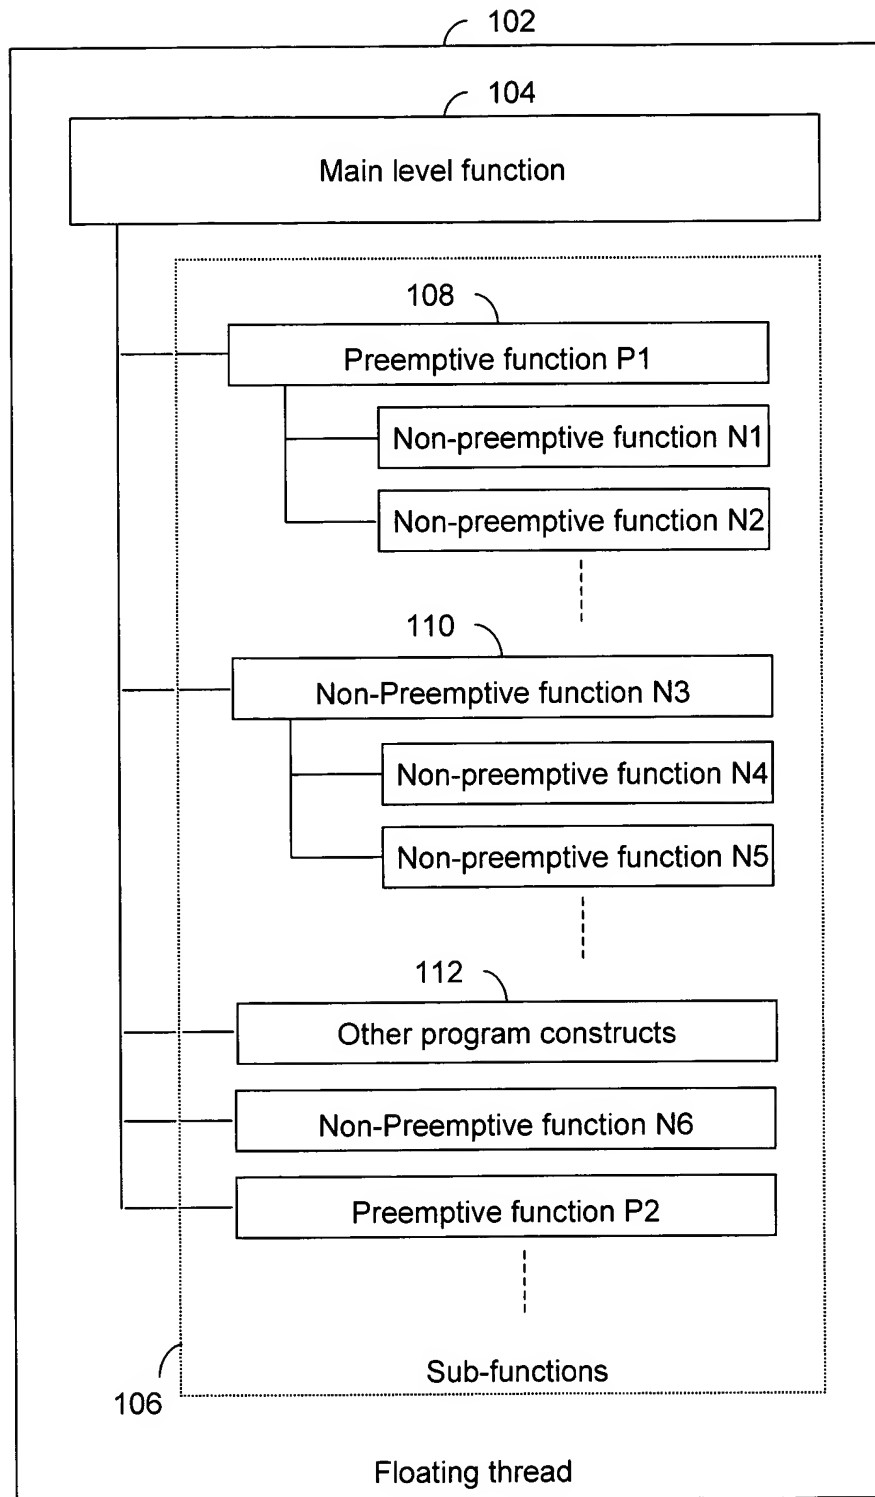 102
104
Main level function
108
Preemptive function P1
Non-preemptive function N1
Non-preemptive function N2
110
Non-Preemptive function N3
Non-preemptive function N4
Non-preemptive function N5
112
Other program constructs
Non-Preemptive function N6
Preemptive function P2
Sub-functions
106
Floating thread